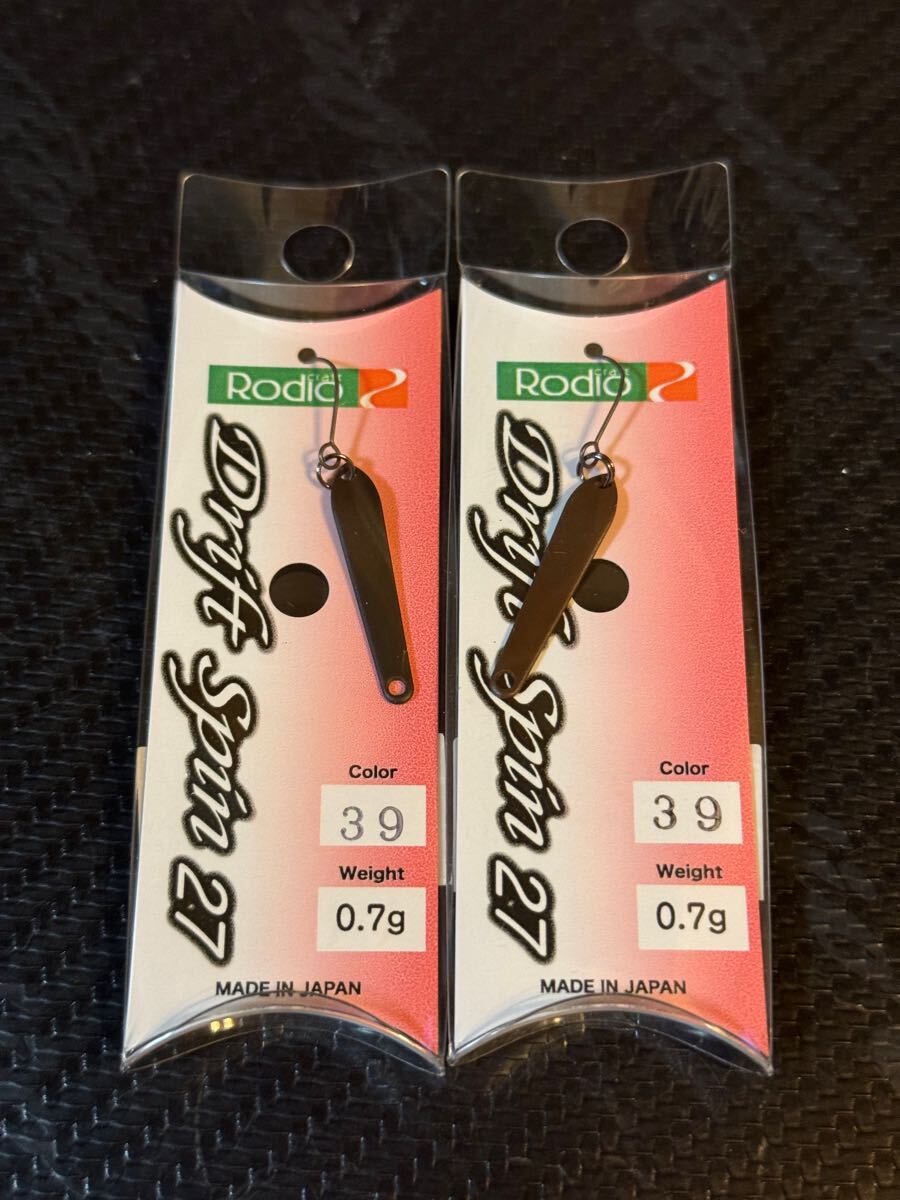 Rodio craft
Drift Spin 27
Color
39
Weight
0.7g
MADE IN JAPAN
Rodio craft
Drift Spin 27
Color
39
Weight
0.7g
MADE IN JAPAN